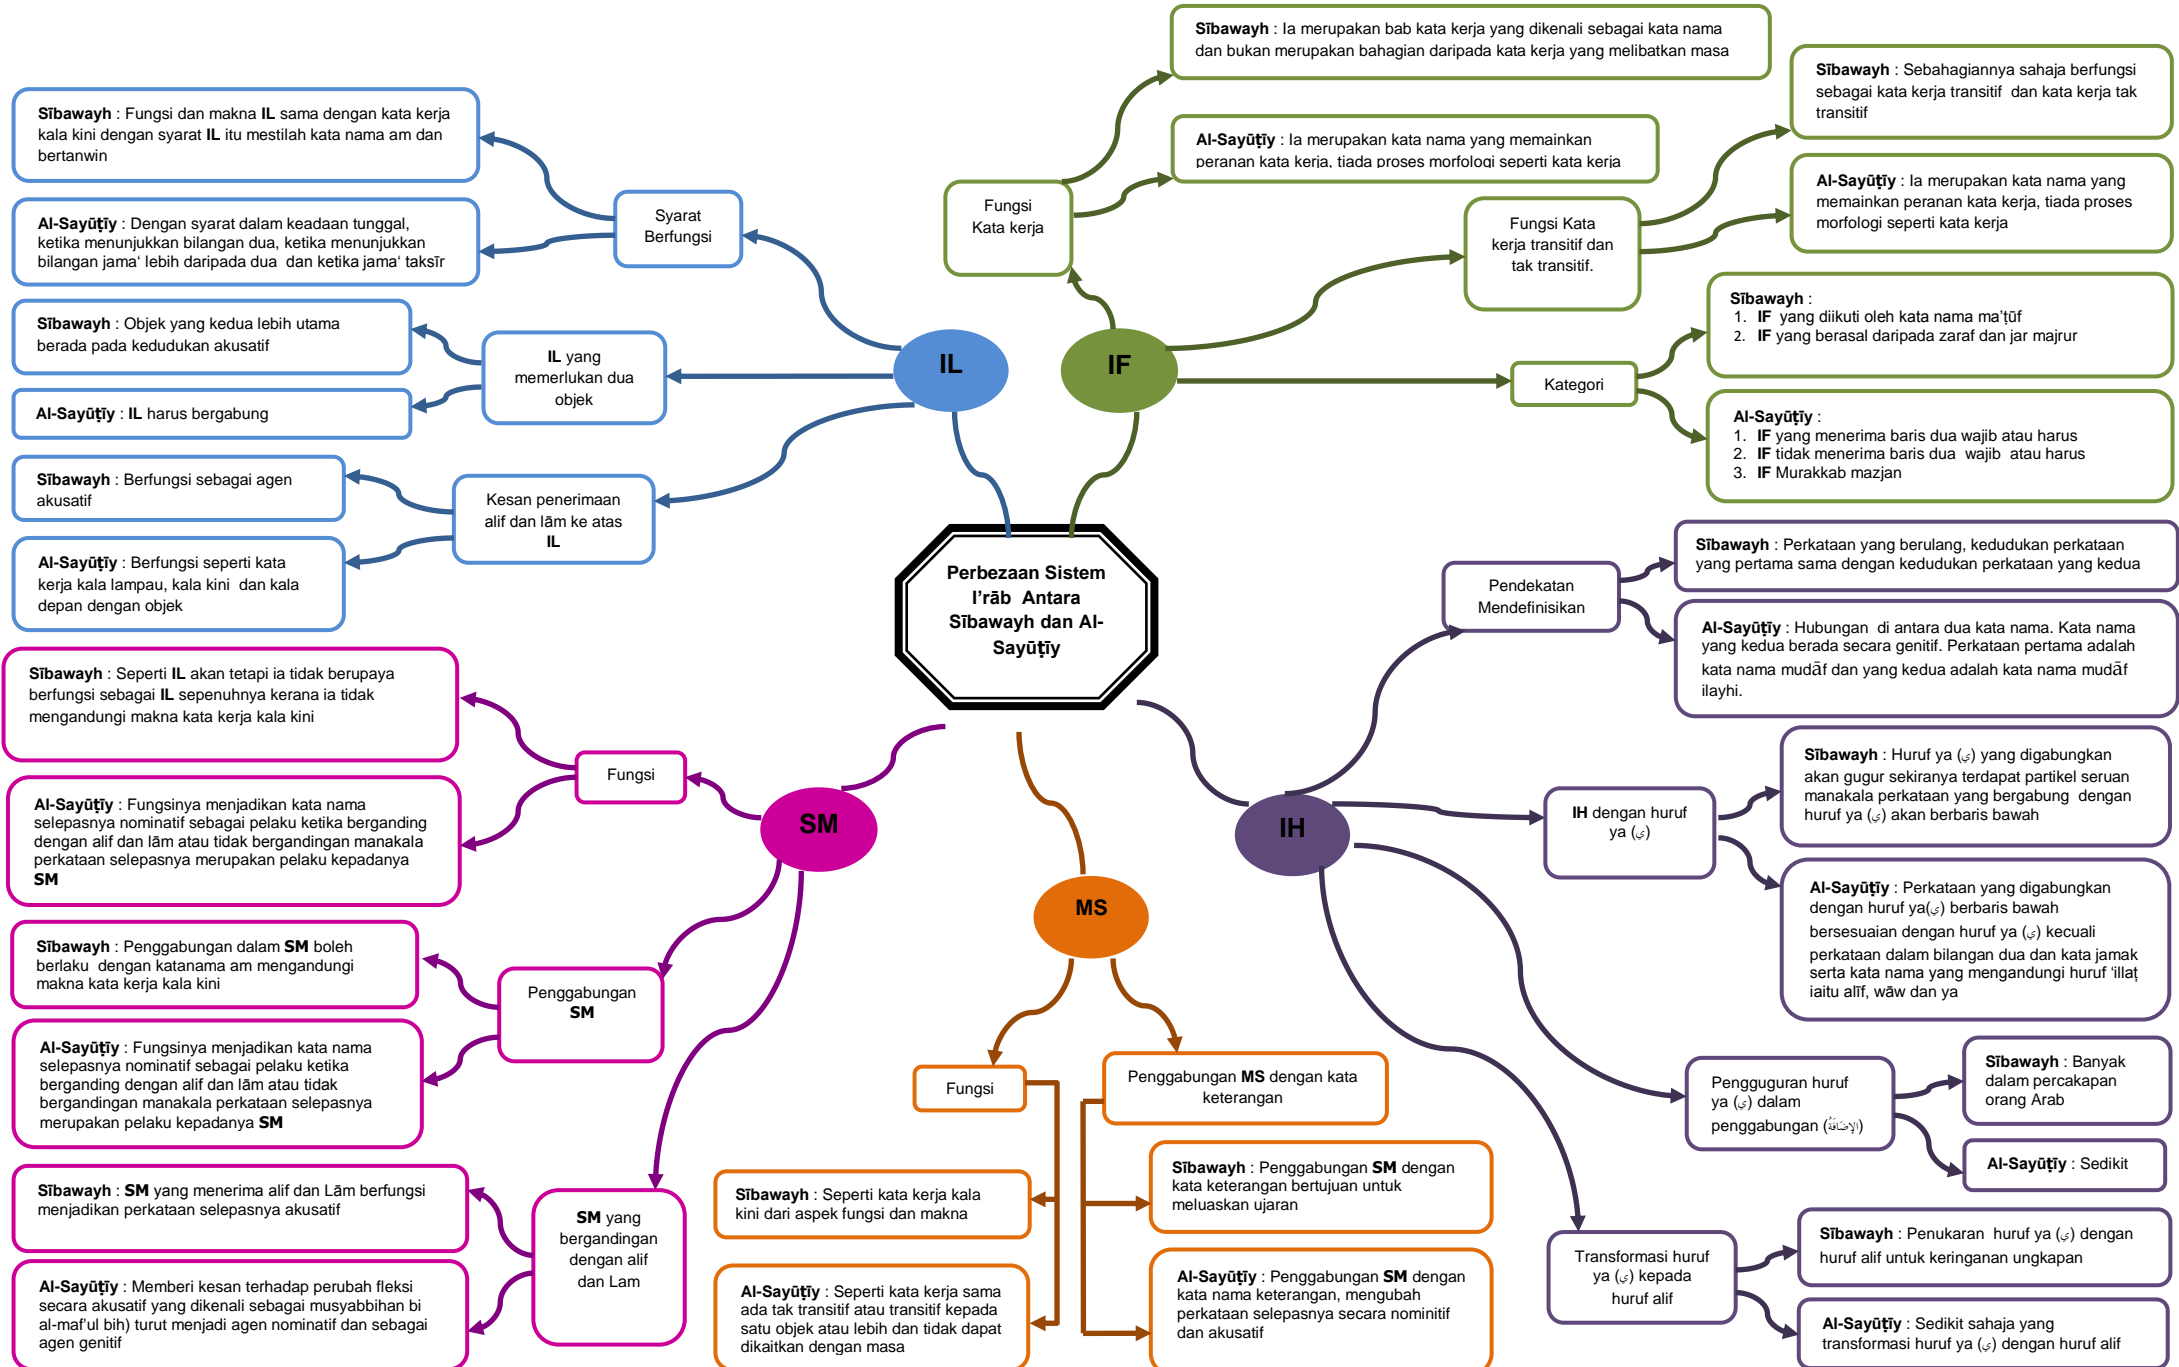 Perbezaan Sistem
I'rāb Antara
Sībawayh dan Al-
Sayūṭīy
IL
Syarat
Berfungsi
Sībawayh : Fungsi dan makna IL sama dengan kata kerja
kala kini dengan syarat IL itu mestilah kata nama am dan
bertanwin
Al-Sayūṭīy : Dengan syarat dalam keadaan tunggal,
ketika menunjukkan bilangan dua, ketika menunjukkan
bilangan jama‘ lebih daripada dua dan ketika jama‘ taksīr
IL yang
memerlukan dua
objek
Sībawayh : Objek yang kedua lebih utama
berada pada kedudukan akusatif
Al-Sayūṭīy : IL harus bergabung
Kesan penerimaan
alif dan lām ke atas
IL
Sībawayh : Berfungsi sebagai agen
akusatif
Al-Sayūṭīy : Berfungsi seperti kata
kerja kala lampau, kala kini dan kala
depan dengan objek
IF
Fungsi
Kata kerja
Sībawayh : Ia merupakan bab kata kerja yang dikenali sebagai kata nama
dan bukan merupakan bahagian daripada kata kerja yang melibatkan masa
Al-Sayūṭīy : Ia merupakan kata nama yang memainkan
peranan kata kerja, tiada proses morfologi seperti kata kerja
Fungsi Kata
kerja transitif dan
tak transitif.
Sībawayh : Sebahagiannya sahaja berfungsi
sebagai kata kerja transitif dan kata kerja tak
transitif
Al-Sayūṭīy : Ia merupakan kata nama yang
memainkan peranan kata kerja, tiada proses
morfologi seperti kata kerja
Kategori
Sībawayh :
1. IF yang diikuti oleh kata nama ma'ṭūf
2. IF yang berasal daripada zaraf dan jar majrur
Al-Sayūṭīy :
1. IF yang menerima baris dua wajib atau harus
2. IF tidak menerima baris dua wajib atau harus
3. IF Murakkab mazjan
SM
Fungsi
Sībawayh : Seperti IL akan tetapi ia tidak berupaya
berfungsi sebagai IL sepenuhnya kerana ia tidak
mengandungi makna kata kerja kala kini
Al-Sayūṭīy : Fungsinya menjadikan kata nama
selepasnya nominatif sebagai pelaku ketika berganding
dengan alif dan lām atau tidak bergandingan manakala
perkataan selepasnya merupakan pelaku kepadanya
SM
Penggabungan
SM
Sībawayh : Penggabungan dalam SM boleh
berlaku dengan katanama am mengandungi
makna kata kerja kala kini
Al-Sayūṭīy : Fungsinya menjadikan kata nama
selepasnya nominatif sebagai pelaku ketika
berganding dengan alif dan lām atau tidak
bergandingan manakala perkataan selepasnya
merupakan pelaku kepadanya SM
SM yang
bergandingan
dengan alif
dan Lam
Sībawayh : SM yang menerima alif dan Lām berfungsi
menjadikan perkataan selepasnya akusatif
Al-Sayūṭīy : Memberi kesan terhadap perubah fleksi
secara akusatif yang dikenali sebagai musyabbihan bi
al-maf'ul bih) turut menjadi agen nominatif dan sebagai
agen genitif
MS
Fungsi
Sībawayh : Seperti kata kerja kala
kini dari aspek fungsi dan makna
Al-Sayūṭīy : Seperti kata kerja sama
ada tak transitif atau transitif kepada
satu objek atau lebih dan tidak dapat
dikaitkan dengan masa
Penggabungan MS dengan kata
keterangan
Sībawayh : Penggabungan SM dengan
kata keterangan bertujuan untuk
meluaskan ujaran
Al-Sayūṭīy : Penggabungan SM dengan
kata nama keterangan, mengubah
perkataan selepasnya secara nominitif
dan akusatif
IH
Pendekatan
Mendefinisikan
Sībawayh : Perkataan yang berulang, kedudukan perkataan
yang pertama sama dengan kedudukan perkataan yang kedua
Al-Sayūṭīy : Hubungan di antara dua kata nama. Kata nama
yang kedua berada secara genitif. Perkataan pertama adalah
kata nama mudāf dan yang kedua adalah kata nama mudāf
ilayhi.
IH dengan huruf
ya (ي)
Sībawayh : Huruf ya (ي) yang digabungkan
akan gugur sekiranya terdapat partikel seruan
manakala perkataan yang bergabung dengan
huruf ya (ي) akan berbaris bawah
Al-Sayūṭīy : Perkataan yang digabungkan
dengan huruf ya(ي) berbaris bawah
bersesuaian dengan huruf ya (ي) kecuali
perkataan dalam bilangan dua dan kata jamak
serta kata nama yang mengandungi huruf ‘illaṭ
iaitu alīf, wāw dan ya
Pengguguran huruf
ya (ي) dalam
penggabungan (الإضَافَةُ)
Sībawayh : Banyak
dalam percakapan
orang Arab
Al-Sayūṭīy : Sedikit
Transformasi huruf
ya (ي) kepada
huruf alif
Sībawayh : Penukaran huruf ya (ي) dengan
huruf alif untuk keringanan ungkapan
Al-Sayūṭīy : Sedikit sahaja yang
transformasi huruf ya (ي) dengan huruf alif